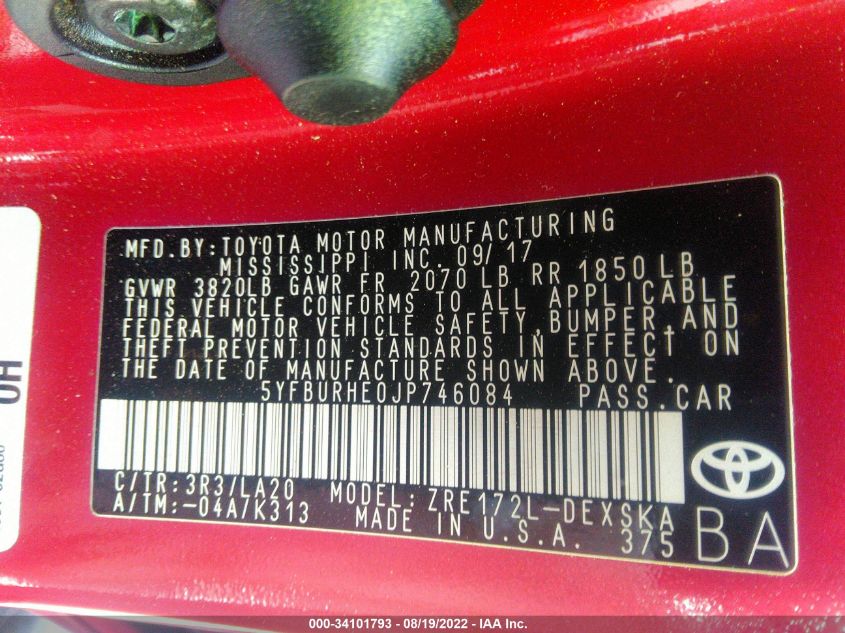 MFD.BY:TOYOTA MOTOR MANUFACTURING
MISSISSIPPI INC. 09/17
GVWR 3820LB GAWR FR 2070 LB RR 1850 LB
THIS VEHICLE CONFORMS TO ALL APPLICABLE
FEDERAL MOTOR VEHICLE SAFETY,BUMPER,AND
THEFT PREVENTION STANDARDS IN EFFECT ON
THE DATE OF MANUFACTURE SHOWN ABOVE.
5YFBURHE0JP746084 PASS.CAR
C/TR:3R3/LA20 MODEL: ZRE172L-DEXSKA
A/TM:-04A/K313 MADE IN U.S.A. 375
BA
OH
000-34101793 - 08/19/2022 - IAA Inc.